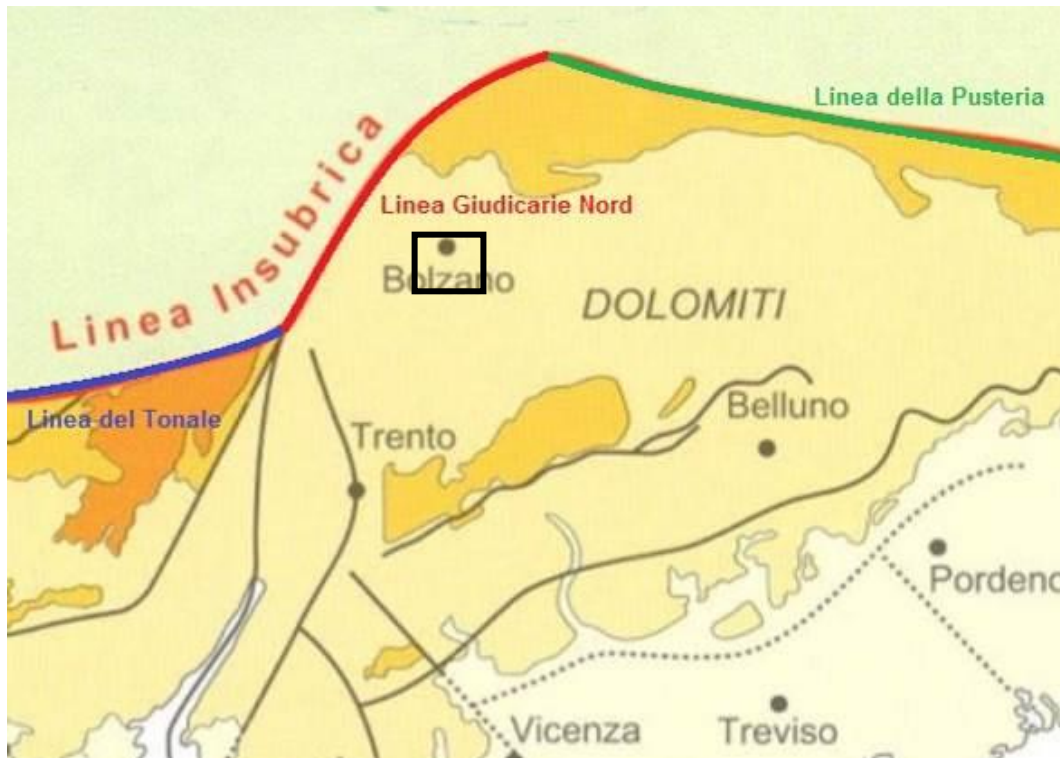 Linea della Pusteria
Linea Insubrica
Linea Giudicarie Nord
Bolzano
DOLOMITI
Linea del Tonale
Trento
Belluno
Pordeno
Vicenza
Treviso